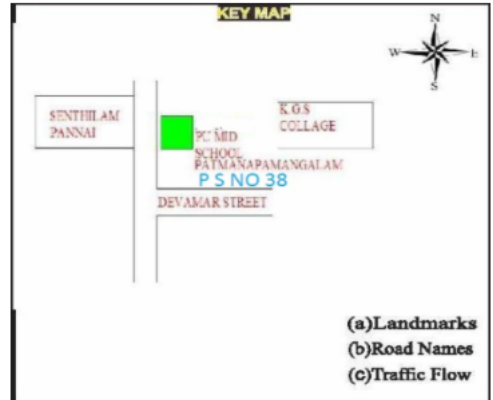 KEY MAP
N
W E
S
SENTHILAM
PANNAI
K.G.S
COLLAGE
PU MID
SCHOOL
PATMANAPAMANGALAM
P S NO 38
DEVAMAR STREET
(a)Landmarks
(b)Road Names
(c)Traffic Flow